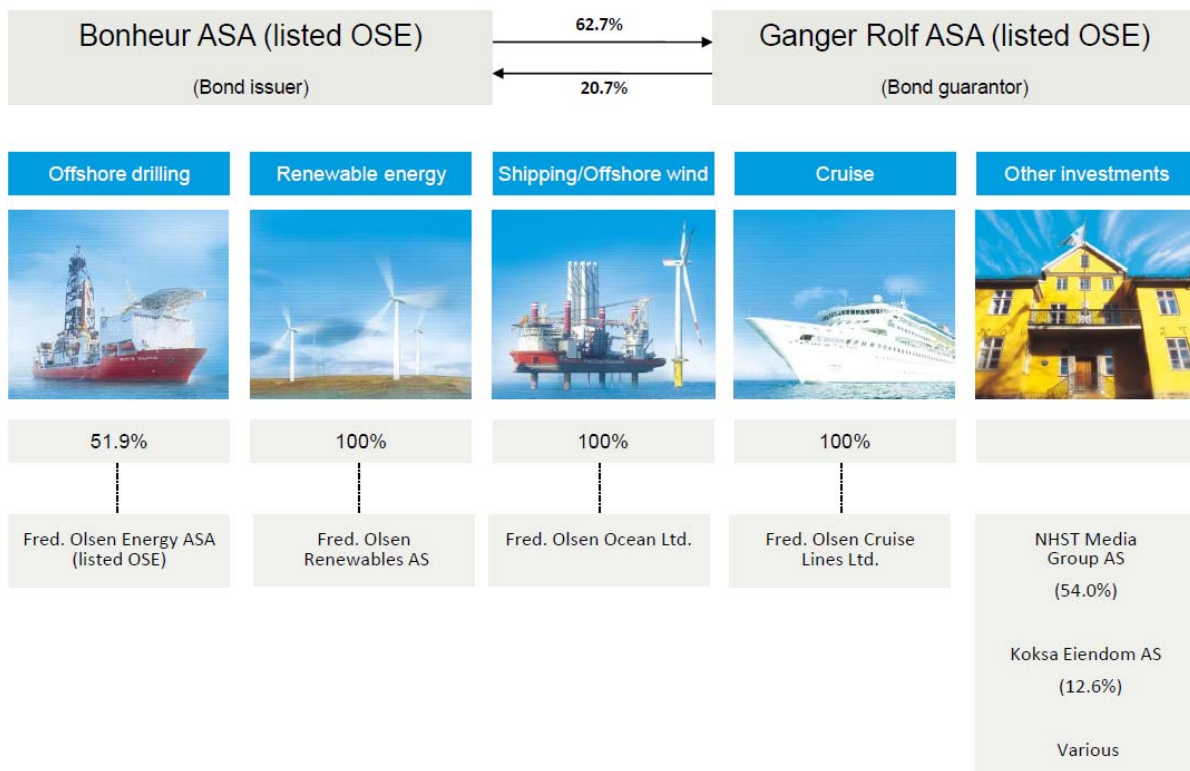 Bonheur ASA (listed OSE)
(Bond issuer)
62.7%
20.7%
Ganger Rolf ASA (listed OSE)
(Bond guarantor)
Offshore drilling
Renewable energy
Shipping/Offshore wind
Cruise
Other investments
51.9%
100%
100%
100%
Fred. Olsen Energy ASA
(listed OSE)
Fred. Olsen
Renewables AS
Fred. Olsen Ocean Ltd.
Fred. Olsen Cruise
Lines Ltd.
NHST Media
Group AS
(54.0%)
Koksa Eiendom AS
(12.6%)
Various